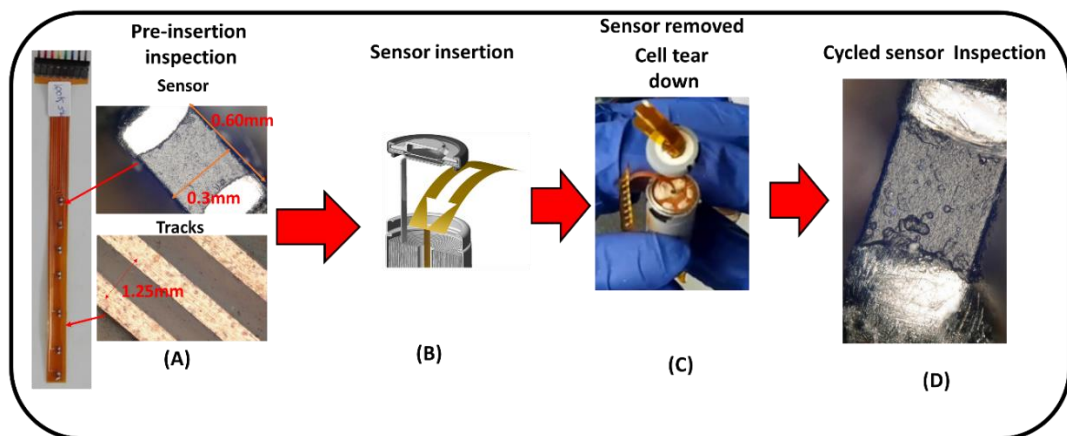 Pre-insertion
inspection
Sensor
0.60mm
0.3mm
Tracks
1.25mm
(A)
Sensor insertion
(B)
Sensor removed
Cell tear
down
(C)
Cycled sensor Inspection
(D)